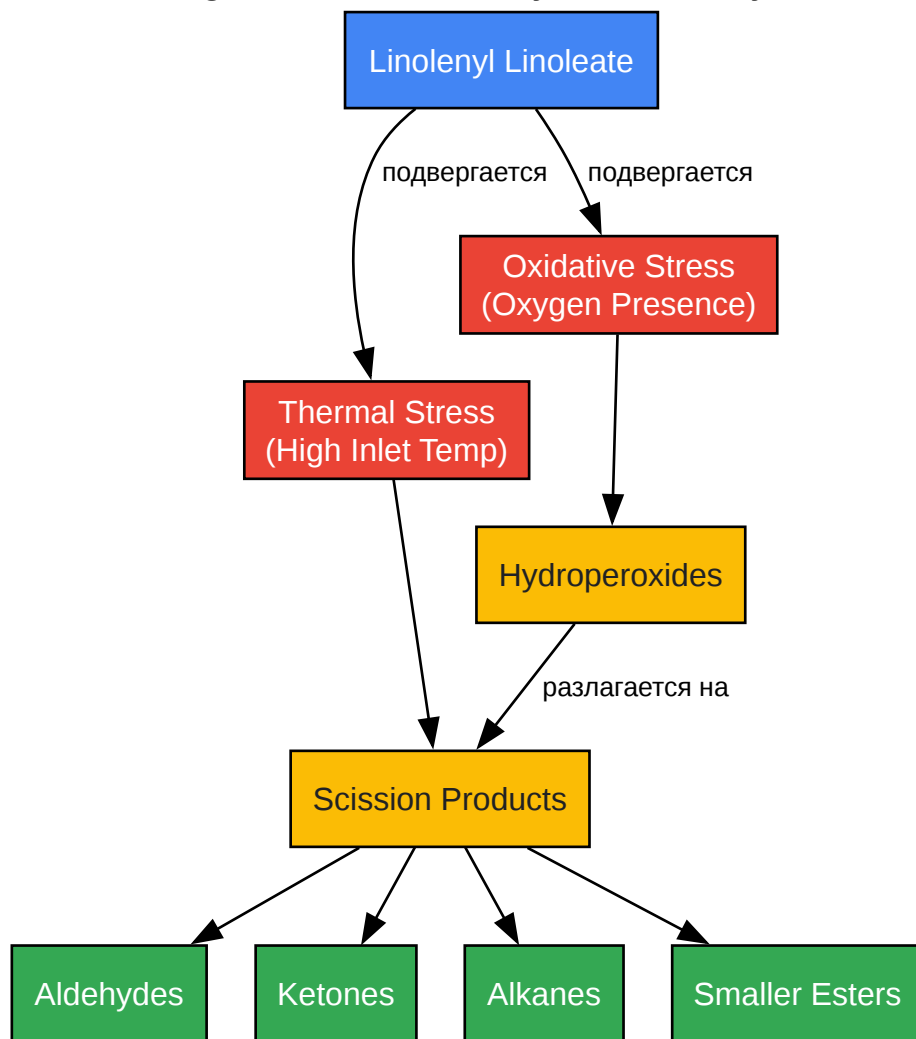 Linolenyl Linoleate
подвергается
подвергается
Oxidative Stress
(Oxygen Presence)
Thermal Stress
(High Inlet Temp)
Hydroperoxides
разлагается на
Scission Products
Aldehydes
Ketones
Alkanes
Smaller Esters